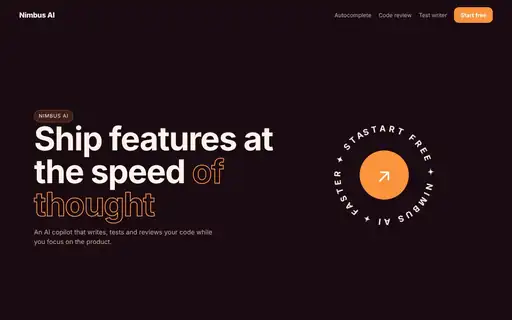 Nimbus AI
Autocomplete Code review Test writer Start free
NIMBUS AI
Ship features at
the speed of
thought
An AI copilot that writes, tests and reviews your code while
you focus on the product.
START FREE ✦ NIMBUS AI ✦ FASTER ✦ STA